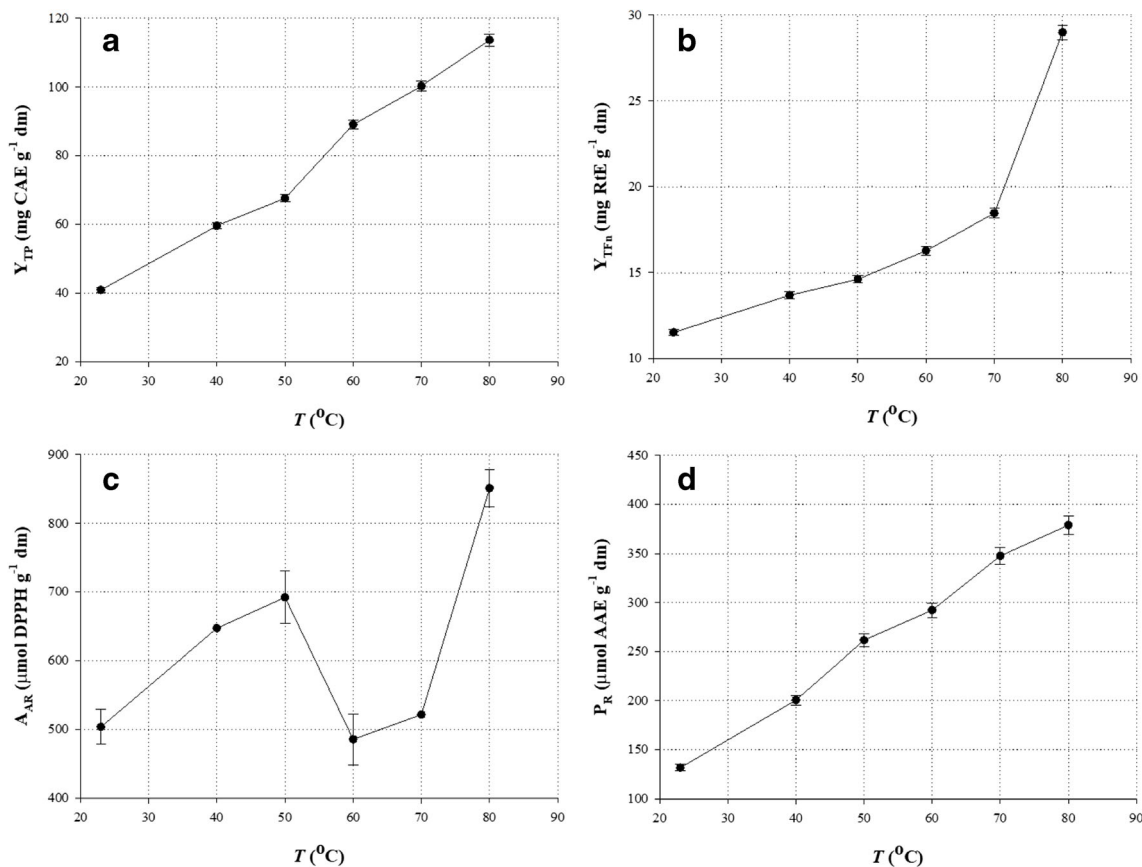 a
Y_TP (mg CAE g⁻¹ dm)
120
100
80
60
40
20
20 30 40 50 60 70 80 90
T (°C)
b
Y_TFn (mg RtE g⁻¹ dm)
30
25
20
15
10
20 30 40 50 60 70 80 90
T (°C)
c
A_AR (μmol DPPH g⁻¹ dm)
900
800
700
600
500
400
20 30 40 50 60 70 80 90
T (°C)
d
P_R (μmol AAE g⁻¹ dm)
450
400
350
300
250
200
150
100
20 30 40 50 60 70 80 90
T (°C)